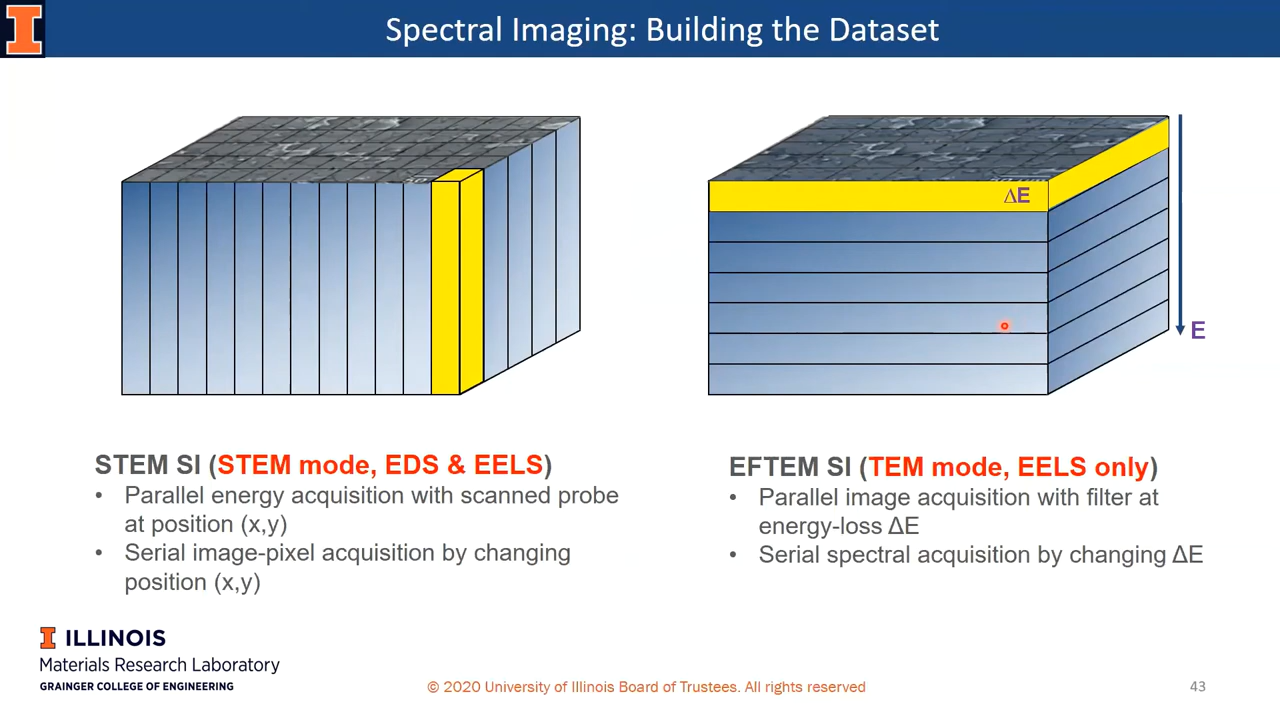 Spectral Imaging: Building the Dataset
ΔE
E
STEM SI (STEM mode, EDS & EELS)
• Parallel energy acquisition with scanned probe
at position (x,y)
• Serial image-pixel acquisition by changing
position (x,y)
EFTEM SI (TEM mode, EELS only)
• Parallel image acquisition with filter at
energy-loss ΔE
• Serial spectral acquisition by changing ΔE
I ILLINOIS
Materials Research Laboratory
GRAINGER COLLEGE OF ENGINEERING
© 2020 University of Illinois Board of Trustees. All rights reserved
43